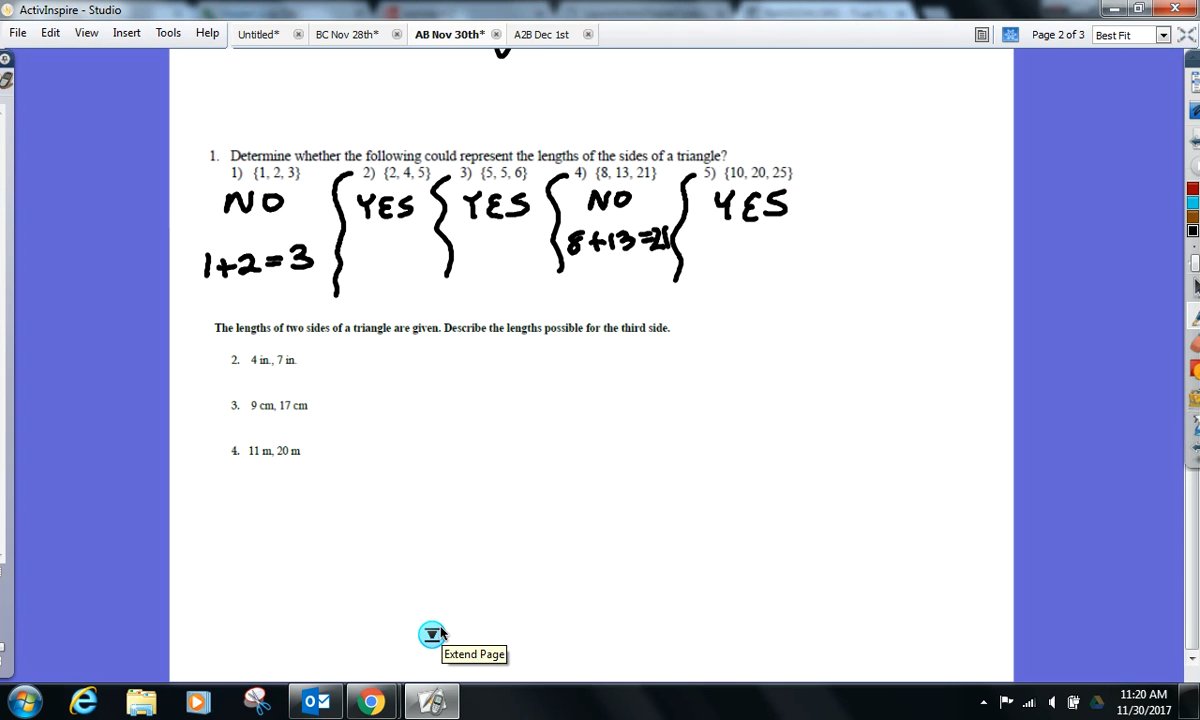 ActivInspire - Studio
File Edit View Insert Tools Help Untitled* BC Nov 28th* AB Nov 30th* A2B Dec 1st Page 2 of 3 Best Fit
1. Determine whether the following could represent the lengths of the sides of a triangle?
1) {1, 2, 3} 2) {2, 4, 5} 3) {5, 5, 6} 4) {8, 13, 21} 5) {10, 20, 25}
NO YES YES NO YES
1+2=3 8+13=21
The lengths of two sides of a triangle are given. Describe the lengths possible for the third side.
2. 4 in., 7 in.
3. 9 cm, 17 cm
4. 11 m, 20 m
Extend Page
11:20 AM
11/30/2017